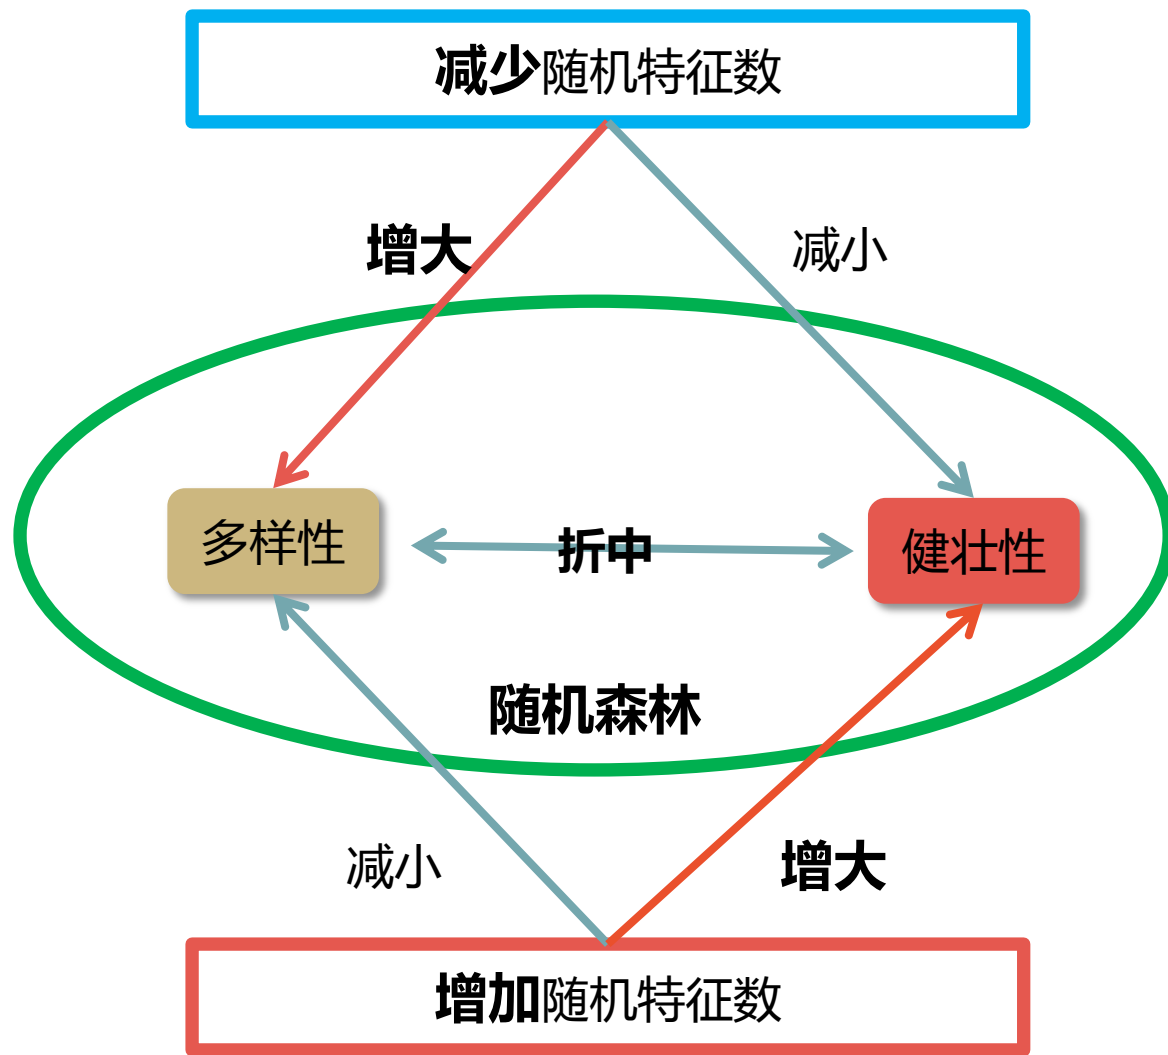 减少随机特征数
增大
减小
多样性
折中
健壮性
随机森林
减小
增大
增加随机特征数